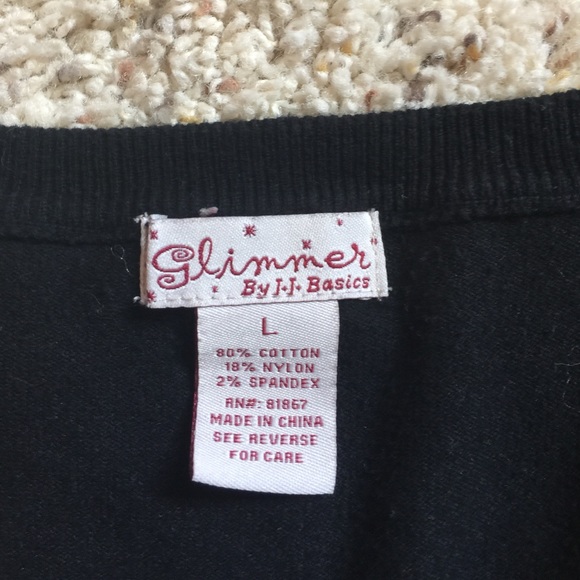 Glimmer
By J.J. Basics
L
80% COTTON
18% NYLON
2% SPANDEX
RN#: 81867
MADE IN CHINA
SEE REVERSE
FOR CARE